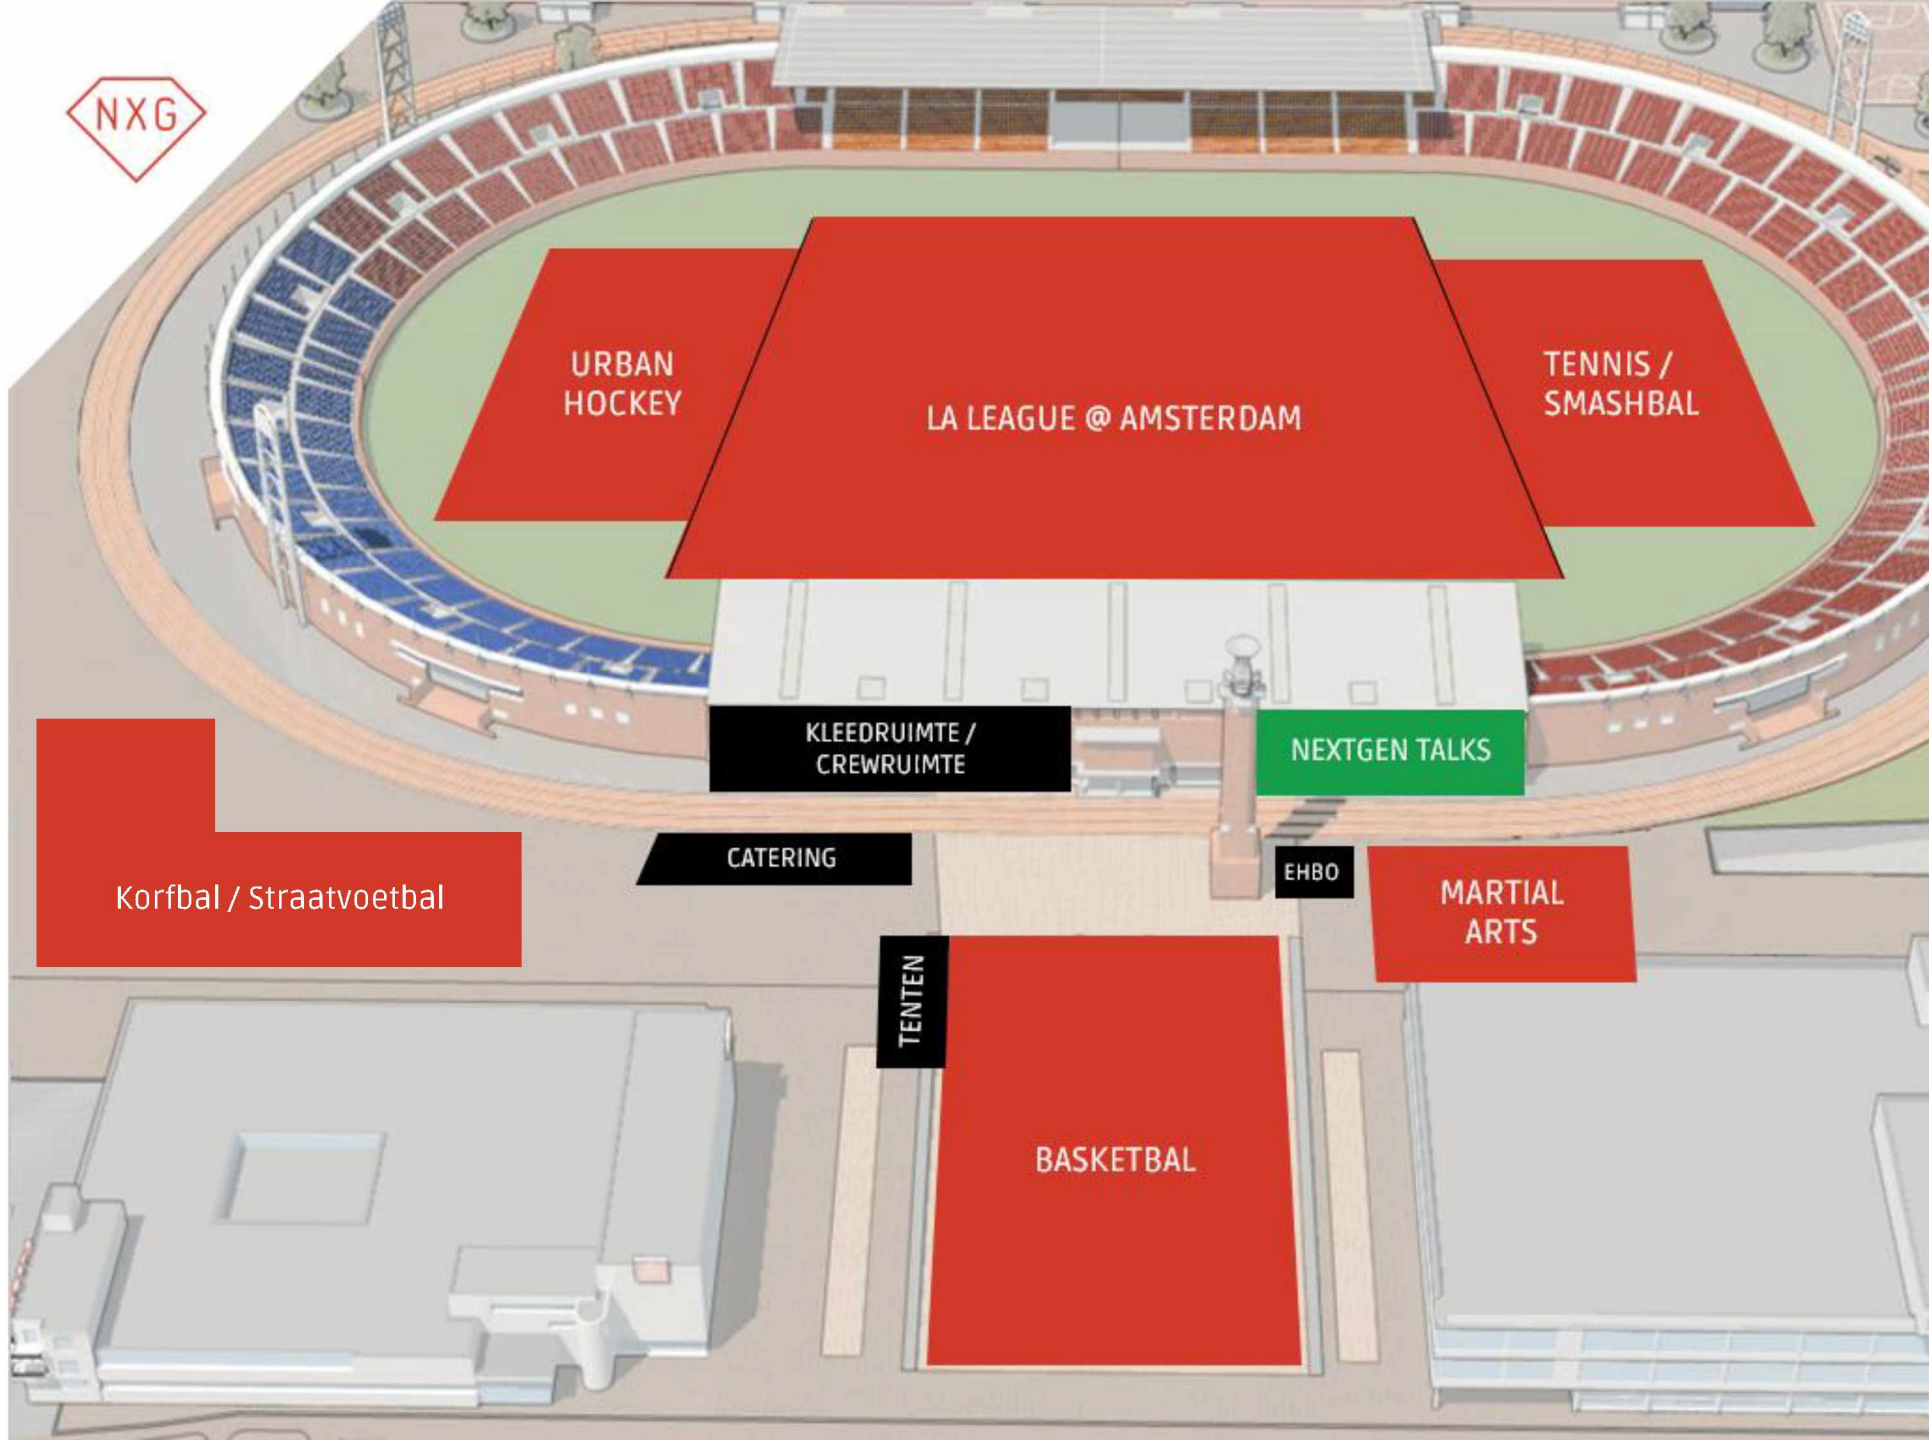 NXG
URBAN
HOCKEY
LA LEAGUE @ AMSTERDAM
TENNIS /
SMASHBAL
KLEEDRUIMTE /
CREWRUIMTE
NEXTGEN TALKS
CATERING
EHBO
Korfbal / Straatvoetbal
MARTIAL
ARTS
TENTEN
BASKETBAL